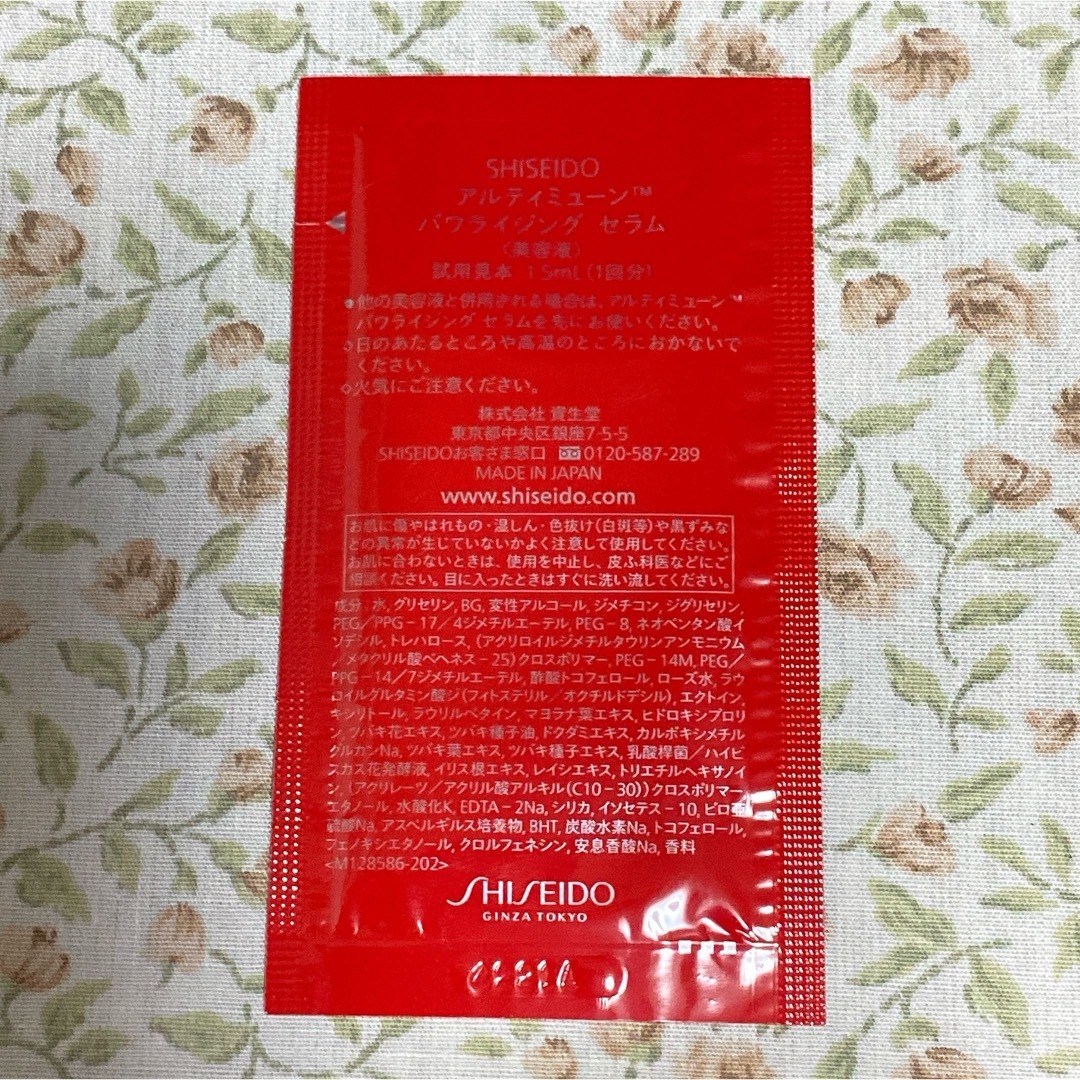 SHISEIDO
アルティミューン™
パワライジング セラム
(美容液)
試用見本 1.5mL (1回分)
●他の美容液と併用される場合は、アルティミューン™
パワライジング セラムを先にお使いください。
○日のあたるところや高温のところにおかないで
ください。
○火気にご注意ください。
株式会社 資生堂
東京都中央区銀座7-5-5
SHISEIDOお客さま窓口 0120-587-289
MADE IN JAPAN
www.shiseido.com
お肌に傷やはれもの・湿しん・色抜け(白斑等)や黒ずみな
どの異常が生じていないかよく注意して使用してください。
お肌に合わないときは、使用を中止し、皮ふ科医などにご
相談ください。目に入ったときはすぐに洗い流してください。
成分:水, グリセリン, BG, 変性アルコール, ジメチコン, ジグリセリン,
PEG/PPG-17/4ジメチルエーテル, PEG-8, ネオペンタン酸イ
ソデシル, トレハロース, (アクリロイルジメチルタウリンアンモニウム
/メタクリル酸ベヘネス-25)クロスポリマー, PEG-14M, PEG/
PPG-14/7ジメチルエーテル, 酢酸トコフェロール, ローズ水, ラウ
ロイルグルタミン酸ジ(フィトステリル/オクチルドデシル), エクトイン,
キシリトール, ラウリルベタイン, マヨラナ葉エキス, ヒドロキシプロリ
ン, ツバキ花エキス, ツバキ種子油, ドクダミエキス, カルボキシメチル
グルカンNa, ツバキ葉エキス, ツバキ種子エキス, 乳酸桿菌/ハイビ
スカス花発酵液, イリス根エキス, レイシエキス, トリエチルヘキサノイ
ン, (アクリレーツ/アクリル酸アルキル(C10-30))クロスポリマー,
エタノール, 水酸化K, EDTA-2Na, シリカ, イソセテス-10, ピロ亜
硫酸Na, アスペルギルス培養物, BHT, 炭酸水素Na, トコフェロール,
フェノキシエタノール, クロルフェネシン, 安息香酸Na, 香料
<M128586-202>
SHISEIDO
GINZA TOKYO